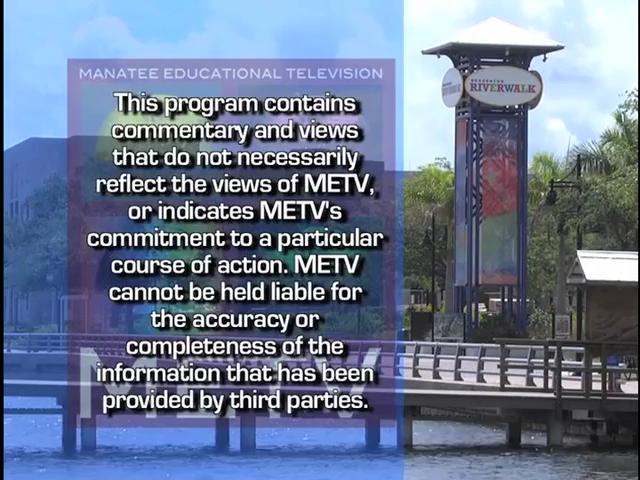 MANATEE EDUCATIONAL TELEVISION
This program contains
commentary and views
that do not necessarily
reflect the views of METV,
or indicates METV's
commitment to a particular
course of action. METV
cannot be held liable for
the accuracy or
completeness of the
information that has been
provided by third parties.
METV
BRADENTON
RIVERWALK